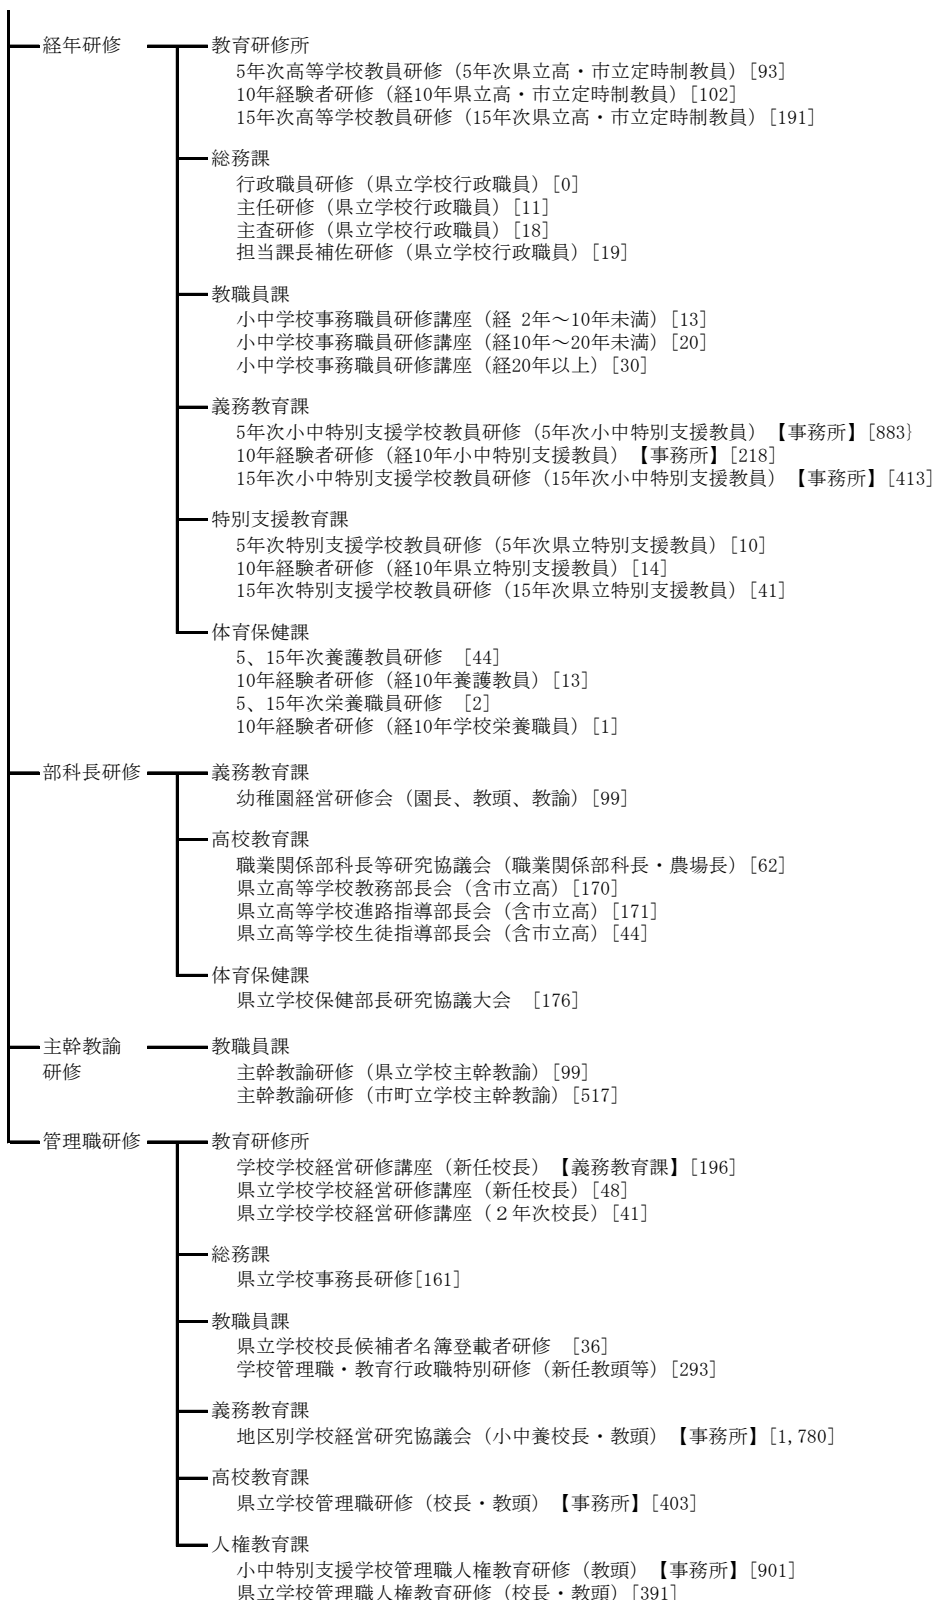 経年研修 教育研修所
5年次高等学校教員研修（5年次県立高・市立定時制教員）[93]
10年経験者研修（経10年県立高・市立定時制教員）[102]
15年次高等学校教員研修（15年次県立高・市立定時制教員）[191]
総務課
行政職員研修（県立学校行政職員）[0]
主任研修（県立学校行政職員）[11]
主査研修（県立学校行政職員）[18]
担当課長補佐研修（県立学校行政職員）[19]
教職員課
小中学校事務職員研修講座（経 2年～10年未満）[13]
小中学校事務職員研修講座（経10年～20年未満）[20]
小中学校事務職員研修講座（経20年以上）[30]
義務教育課
5年次小中特別支援学校教員研修（5年次小中特別支援教員）【事務所】[883}
10年経験者研修（経10年小中特別支援教員）【事務所】[218]
15年次小中特別支援学校教員研修（15年次小中特別支援教員）【事務所】[413]
特別支援教育課
5年次特別支援学校教員研修（5年次県立特別支援教員）[10]
10年経験者研修（経10年県立特別支援教員）[14]
15年次特別支援学校教員研修（15年次県立特別支援教員）[41]
体育保健課
5、15年次養護教員研修 [44]
10年経験者研修（経10年養護教員）[13]
5、15年次栄養職員研修 [2]
10年経験者研修（経10年学校栄養職員）[1]
部科長研修 義務教育課
幼稚園経営研修会（園長、教頭、教諭）[99]
高校教育課
職業関係部科長等研究協議会（職業関係部科長・農場長）[62]
県立高等学校教務部長会（含市立高）[170]
県立高等学校進路指導部長会（含市立高）[171]
県立高等学校生徒指導部長会（含市立高）[44]
体育保健課
県立学校保健部長研究協議大会 [176]
主幹教諭 教職員課
研修 主幹教諭研修（県立学校主幹教諭）[99]
主幹教諭研修（市町立学校主幹教諭）[517]
管理職研修 教育研修所
学校学校経営研修講座（新任校長）【義務教育課】[196]
県立学校学校経営研修講座（新任校長）[48]
県立学校学校経営研修講座（２年次校長）[41]
総務課
県立学校事務長研修[161]
教職員課
県立学校校長候補者名簿登載者研修 [36]
学校管理職・教育行政職特別研修（新任教頭等）[293]
義務教育課
地区別学校経営研究協議会（小中養校長・教頭）【事務所】[1,780]
高校教育課
県立学校管理職研修（校長・教頭）【事務所】[403]
人権教育課
小中特別支援学校管理職人権教育研修（教頭）【事務所】[901]
県立学校管理職人権教育研修（校長・教頭）[391]